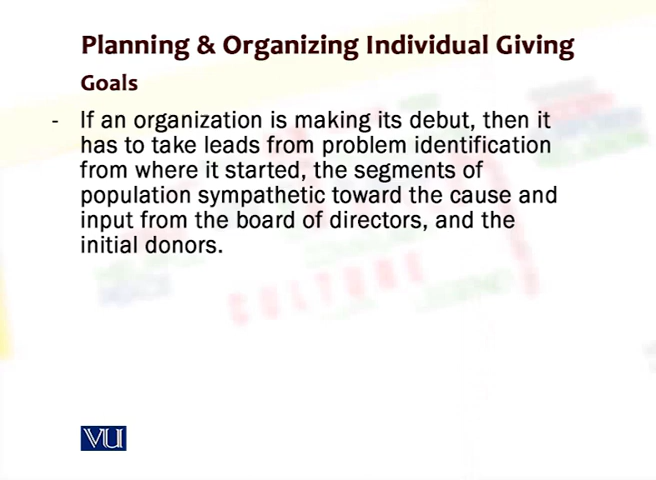 Planning & Organizing Individual Giving
Goals
- If an organization is making its debut, then it
has to take leads from problem identification
from where it started, the segments of
population sympathetic toward the cause and
input from the board of directors, and the
initial donors.
CULTURE
VU